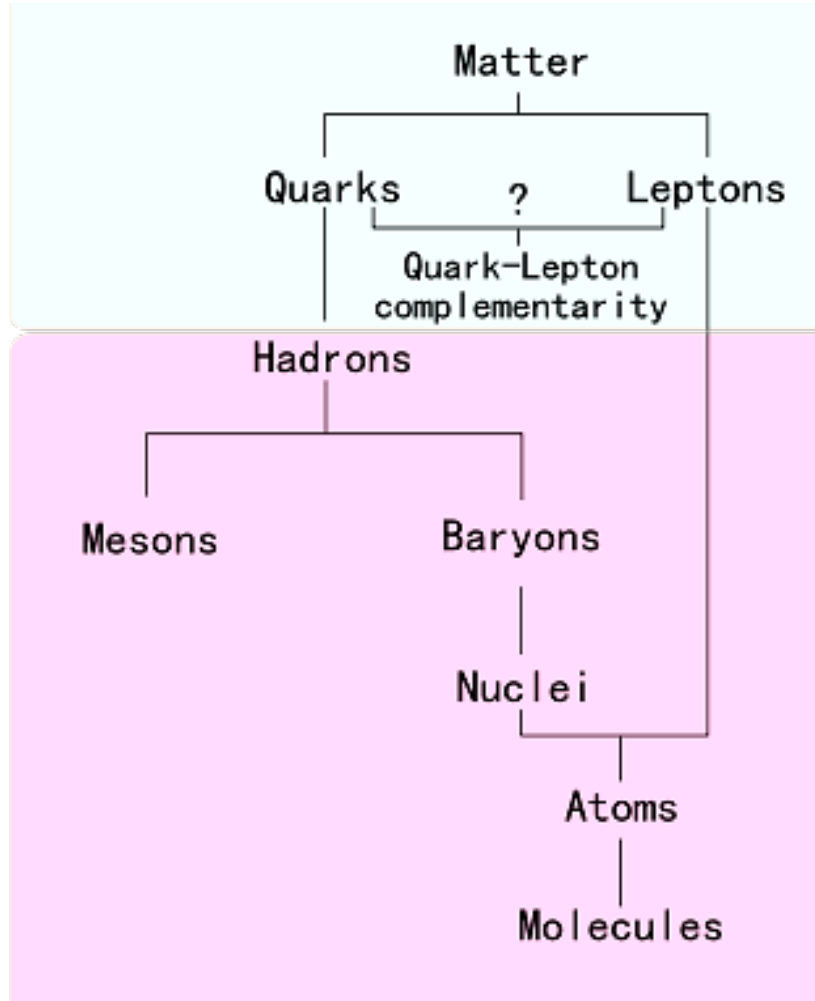 Matter
Quarks ? Leptons
Quark-Lepton
complementarity
Hadrons
Mesons Baryons
Nuclei
Atoms
Molecules